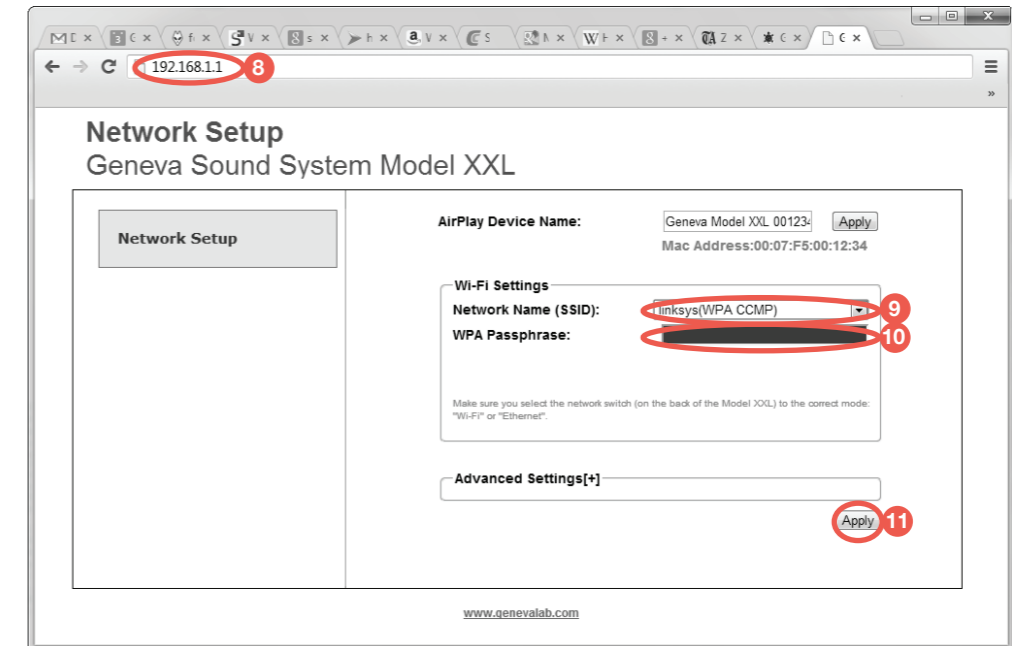 192.168.1.1
8
»
Network Setup
Geneva Sound System Model XXL
Network Setup
AirPlay Device Name:
Geneva Model XXL 001234
Apply
Mac Address:00:07:F5:00:12:34
Wi-Fi Settings
Network Name (SSID):
linksys(WPA CCMP)
9
WPA Passphrase:
10
Make sure you select the network switch (on the back of the Model XXL) to the correct mode:
"Wi-Fi" or "Ethernet".
Advanced Settings[+]
Apply
11
www.genevalab.com